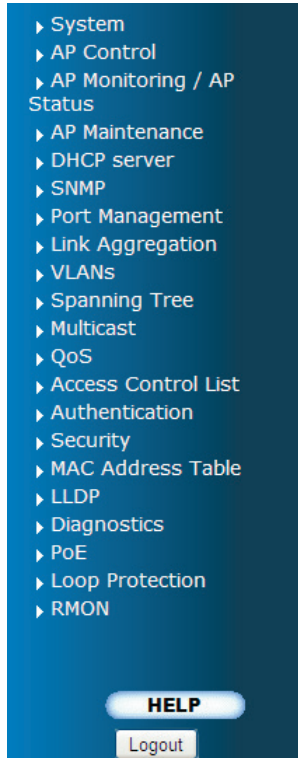 System
AP Control
AP Monitoring / AP
Status
AP Maintenance
DHCP server
SNMP
Port Management
Link Aggregation
VLANs
Spanning Tree
Multicast
QoS
Access Control List
Authentication
Security
MAC Address Table
LLDP
Diagnostics
PoE
Loop Protection
RMON
HELP
Logout